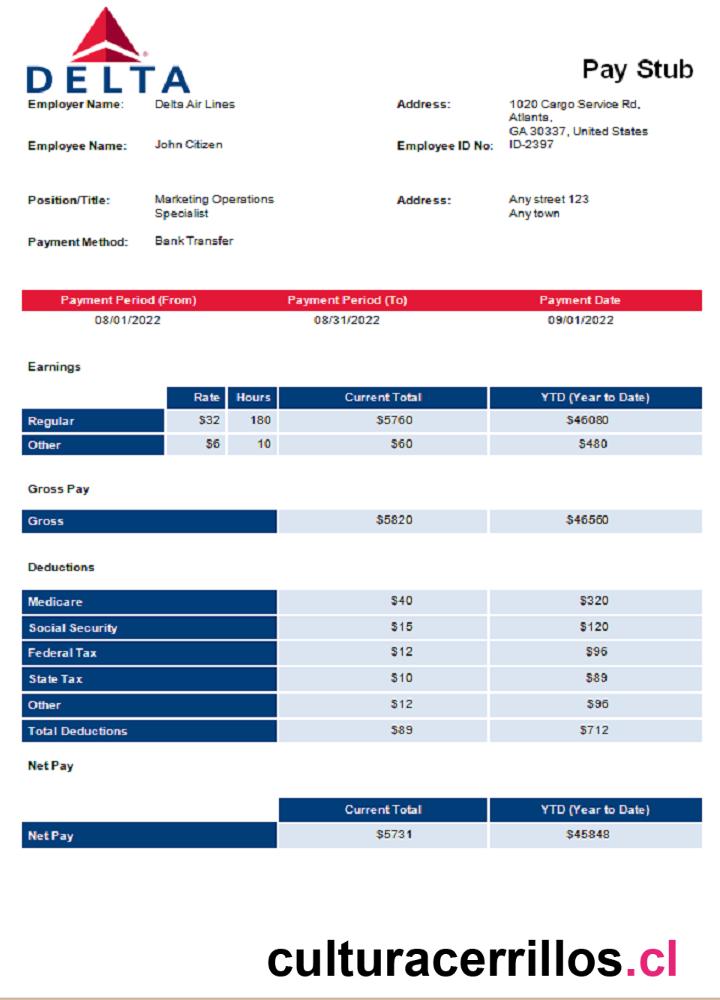 DELTA
Pay Stub
Employer Name: Delta Air Lines Address: 1020 Cargo Service Rd,
Atlanta,
GA 30337, United States
Employee Name: John Citizen Employee ID No: ID-2397
Position/Title: Marketing Operations Address: Any street 123
Specialist Any town
Payment Method: Bank Transfer
Payment Period (From) Payment Period (To) Payment Date
08/01/2022 08/31/2022 09/01/2022
Earnings
Rate Hours Current Total YTD (Year to Date)
Regular $32 180 $5760 $46080
Other $6 10 $60 $480
Gross Pay
Gross $5820 $46560
Deductions
Medicare $40 $320
Social Security $15 $120
Federal Tax $12 $96
State Tax $10 $89
Other $12 $96
Total Deductions $89 $712
Net Pay
Current Total YTD (Year to Date)
Net Pay $5731 $45848
culturacerrillos.cl